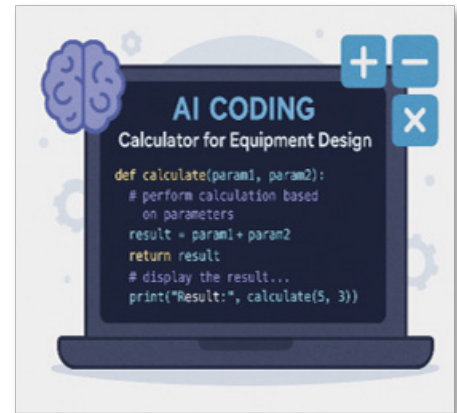 + −
×
AI CODING
Calculator for Equipment Design
def calculate(param1, param2):
# perform calculation based
on parameters
result = param1+ param2
return result
# display the result...
print("Result:", calculate(5, 3))